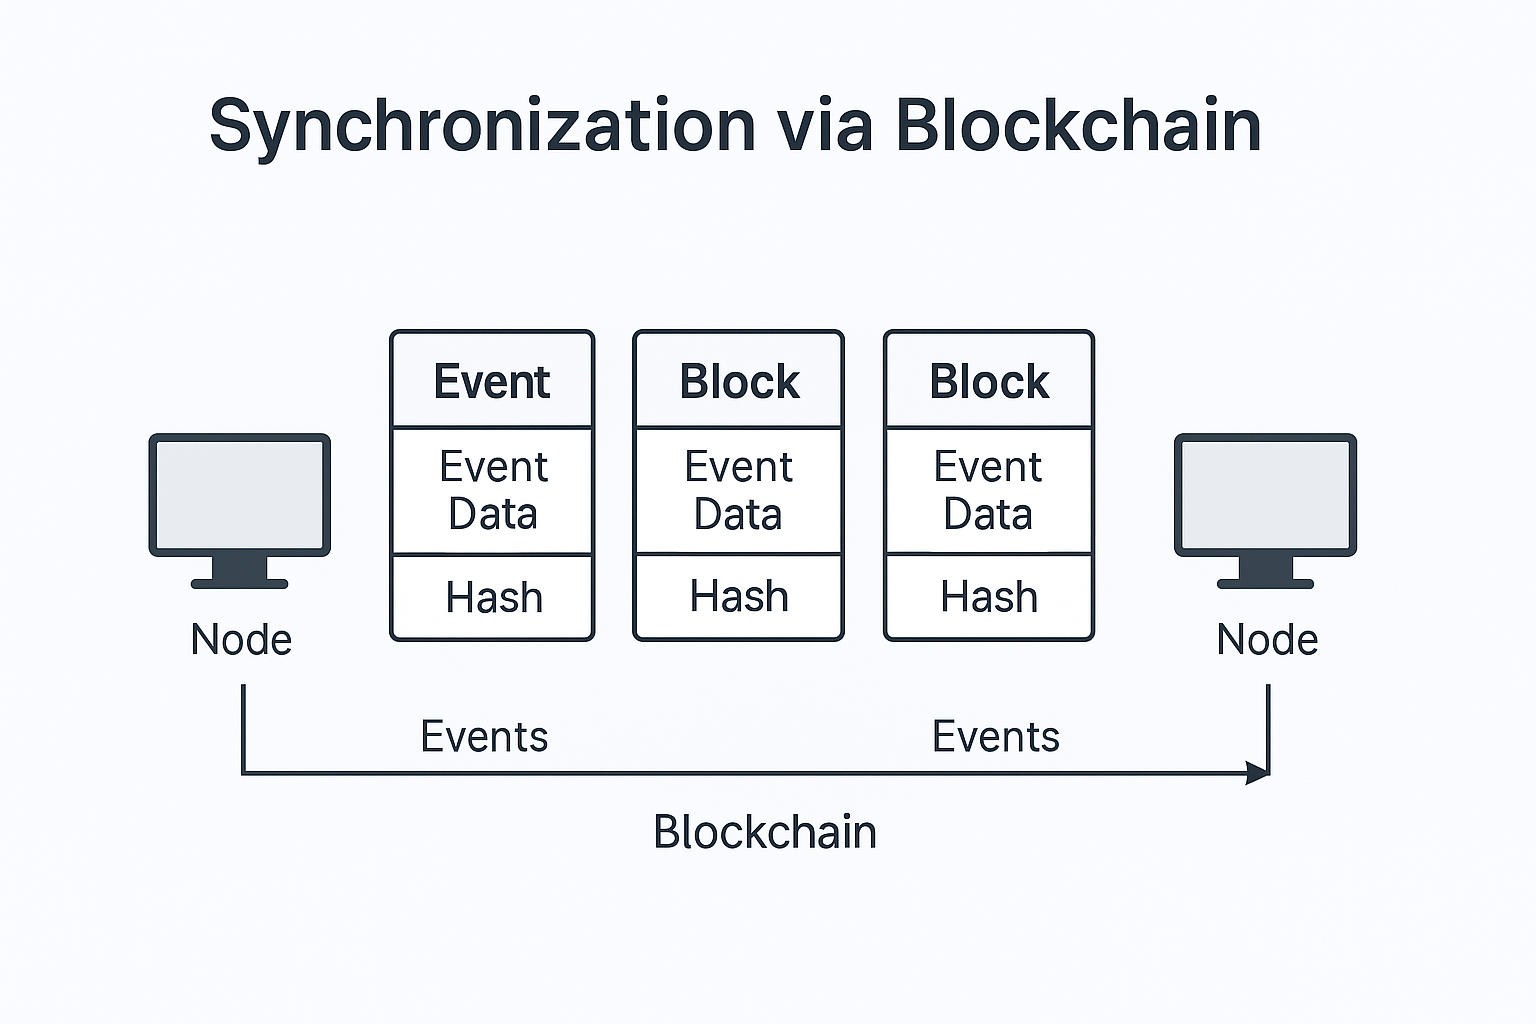 Synchronization via Blockchain
Event
Event
Data
Hash
Block
Event
Data
Hash
Block
Event
Data
Hash
Node
Node
Events
Events
Blockchain